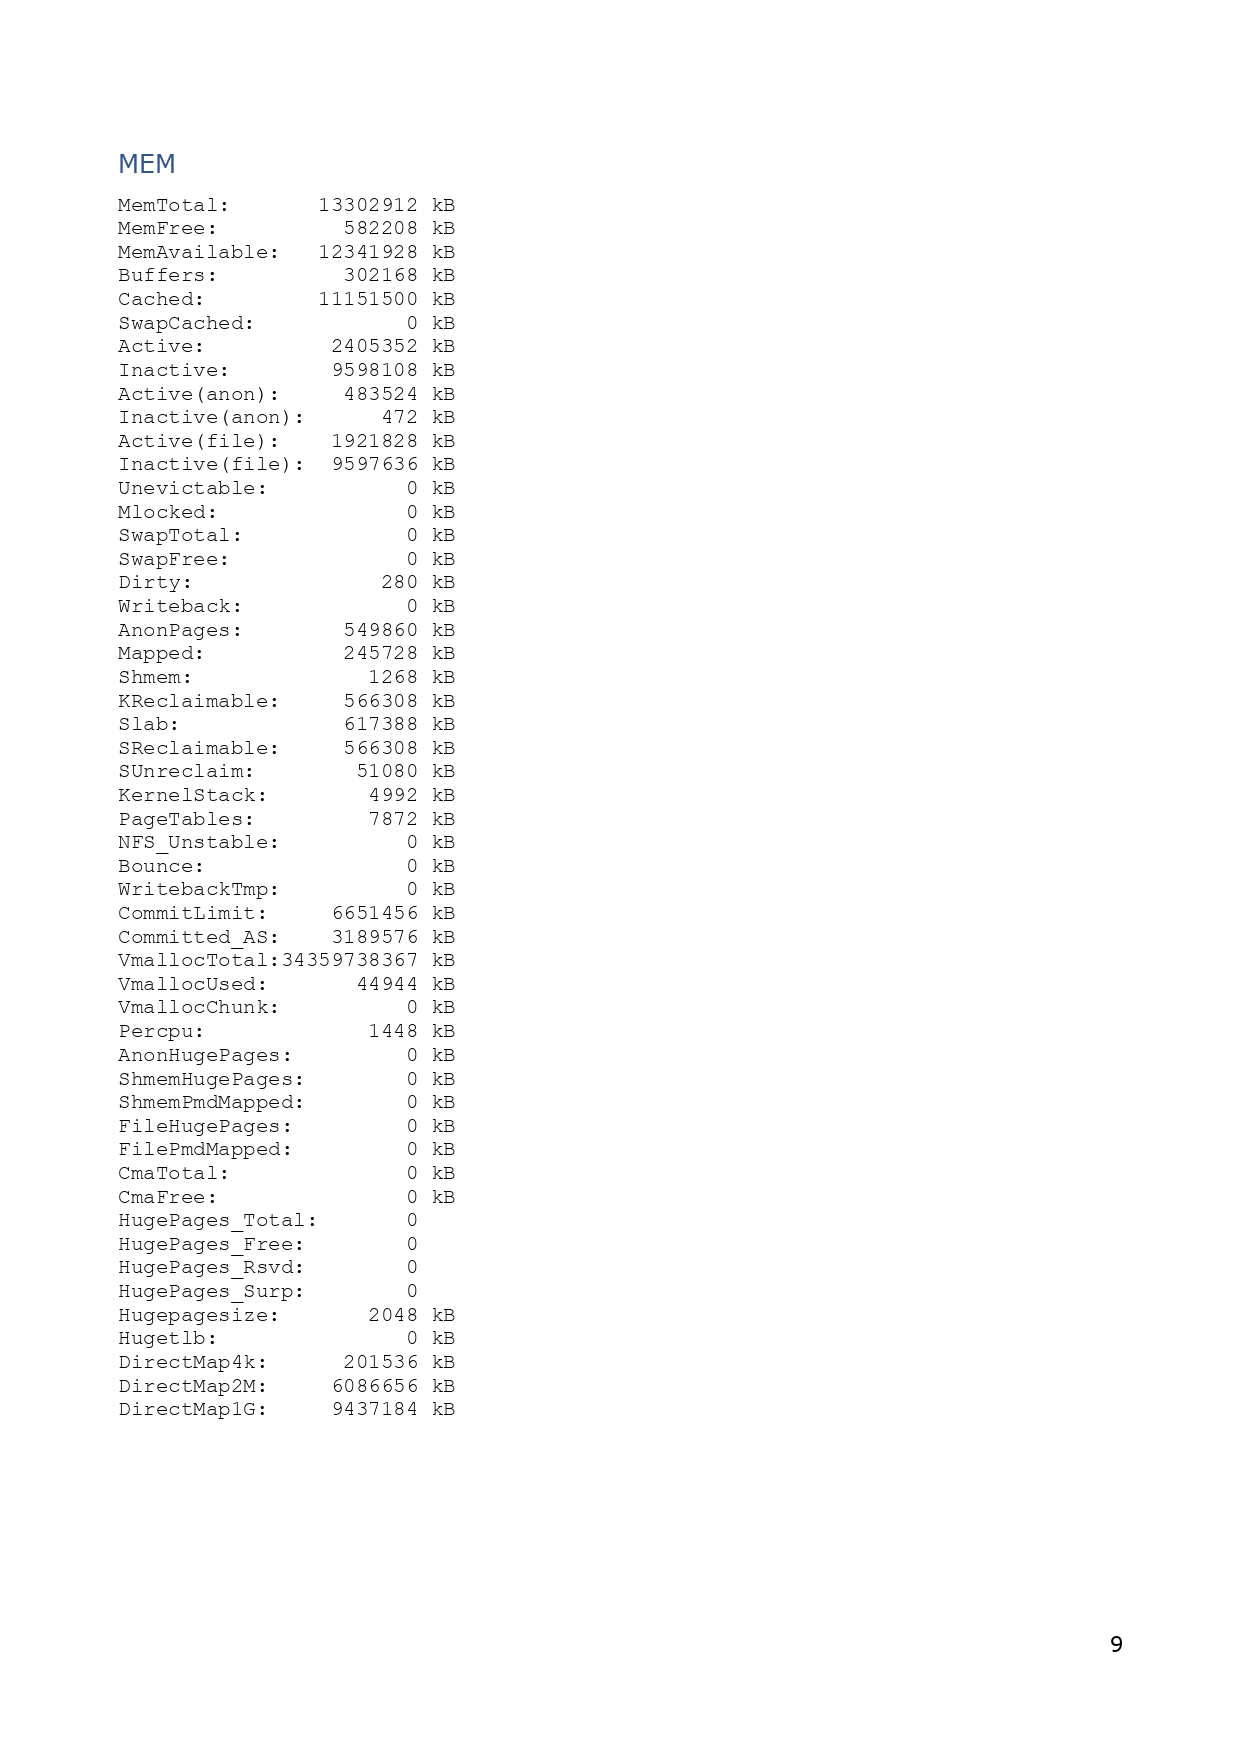 MEM
MemTotal:       13302912 kB
MemFree:          582208 kB
MemAvailable:   12341928 kB
Buffers:          302168 kB
Cached:         11151500 kB
SwapCached:            0 kB
Active:          2405352 kB
Inactive:        9598108 kB
Active(anon):     483524 kB
Inactive(anon):      472 kB
Active(file):    1921828 kB
Inactive(file):  9597636 kB
Unevictable:           0 kB
Mlocked:               0 kB
SwapTotal:             0 kB
SwapFree:              0 kB
Dirty:               280 kB
Writeback:             0 kB
AnonPages:        549860 kB
Mapped:           245728 kB
Shmem:              1268 kB
KReclaimable:     566308 kB
Slab:             617388 kB
SReclaimable:     566308 kB
SUnreclaim:        51080 kB
KernelStack:        4992 kB
PageTables:         7872 kB
NFS_Unstable:          0 kB
Bounce:                0 kB
WritebackTmp:          0 kB
CommitLimit:     6651456 kB
Committed_AS:    3189576 kB
VmallocTotal:34359738367 kB
VmallocUsed:       44944 kB
VmallocChunk:          0 kB
Percpu:             1448 kB
AnonHugePages:         0 kB
ShmemHugePages:        0 kB
ShmemPmdMapped:        0 kB
FileHugePages:         0 kB
FilePmdMapped:         0 kB
CmaTotal:              0 kB
CmaFree:               0 kB
HugePages_Total:       0
HugePages_Free:        0
HugePages_Rsvd:        0
HugePages_Surp:        0
Hugepagesize:       2048 kB
Hugetlb:               0 kB
DirectMap4k:      201536 kB
DirectMap2M:     6086656 kB
DirectMap1G:     9437184 kB
9